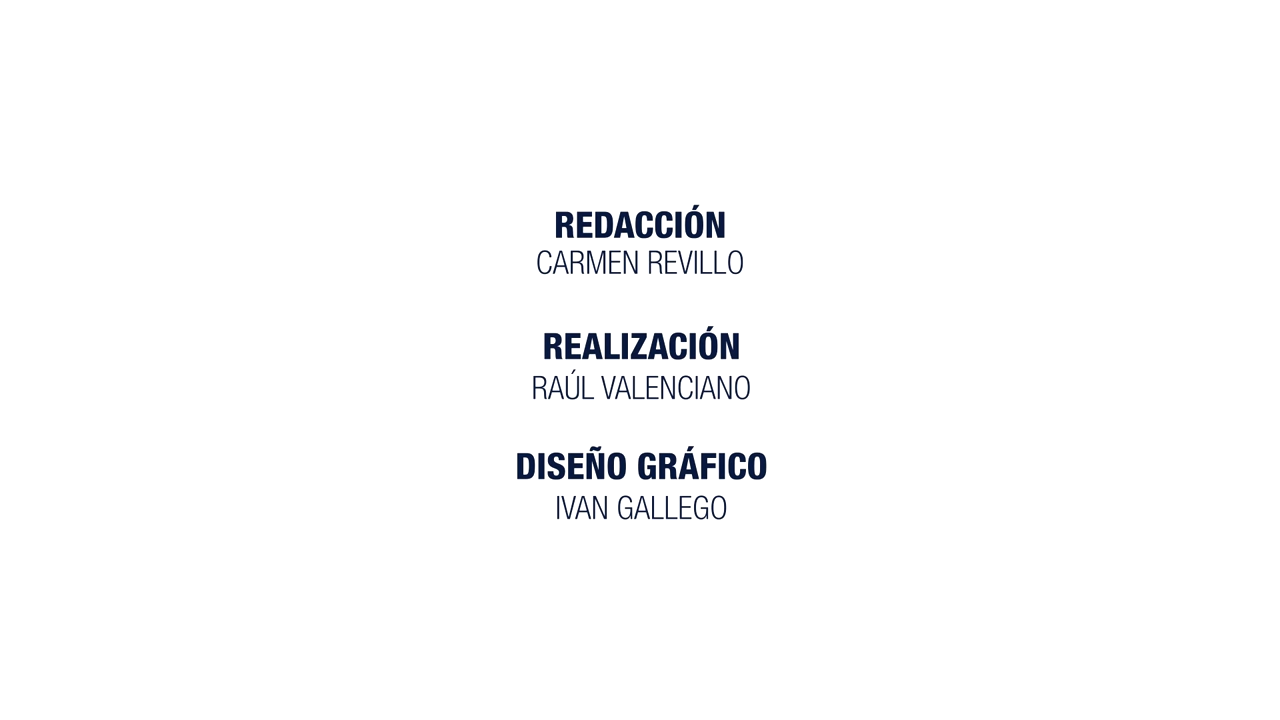 REDACCIÓN
CARMEN REVILLO
REALIZACIÓN
RAÚL VALENCIANO
DISEÑO GRÁFICO
IVAN GALLEGO